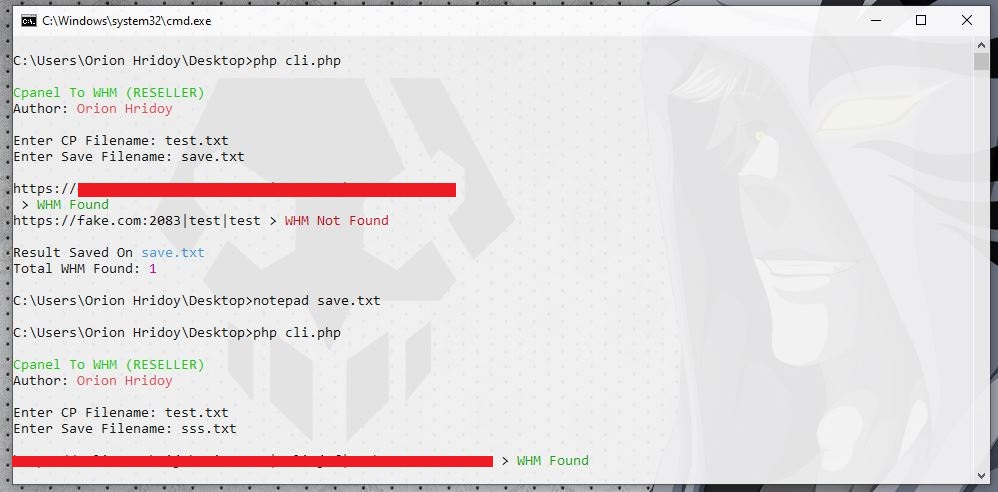 C:\Windows\system32\cmd.exe
C:\Users\Orion Hridoy\Desktop>php cli.php
Cpanel To WHM (RESELLER)
Author: Orion Hridoy
Enter CP Filename: test.txt
Enter Save Filename: save.txt
https://
> WHM Found
https://fake.com:2083|test|test > WHM Not Found
Result Saved On save.txt
Total WHM Found: 1
C:\Users\Orion Hridoy\Desktop>notepad save.txt
C:\Users\Orion Hridoy\Desktop>php cli.php
Cpanel To WHM (RESELLER)
Author: Orion Hridoy
Enter CP Filename: test.txt
Enter Save Filename: sss.txt
> WHM Found